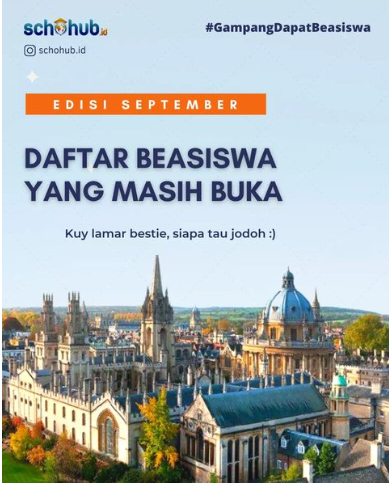 schohub.id
#GampangDapatBeasiswa
schohub.id
EDISI SEPTEMBER
DAFTAR BEASISWA
YANG MASIH BUKA
Kuy lamar bestie, siapa tau jodoh :)